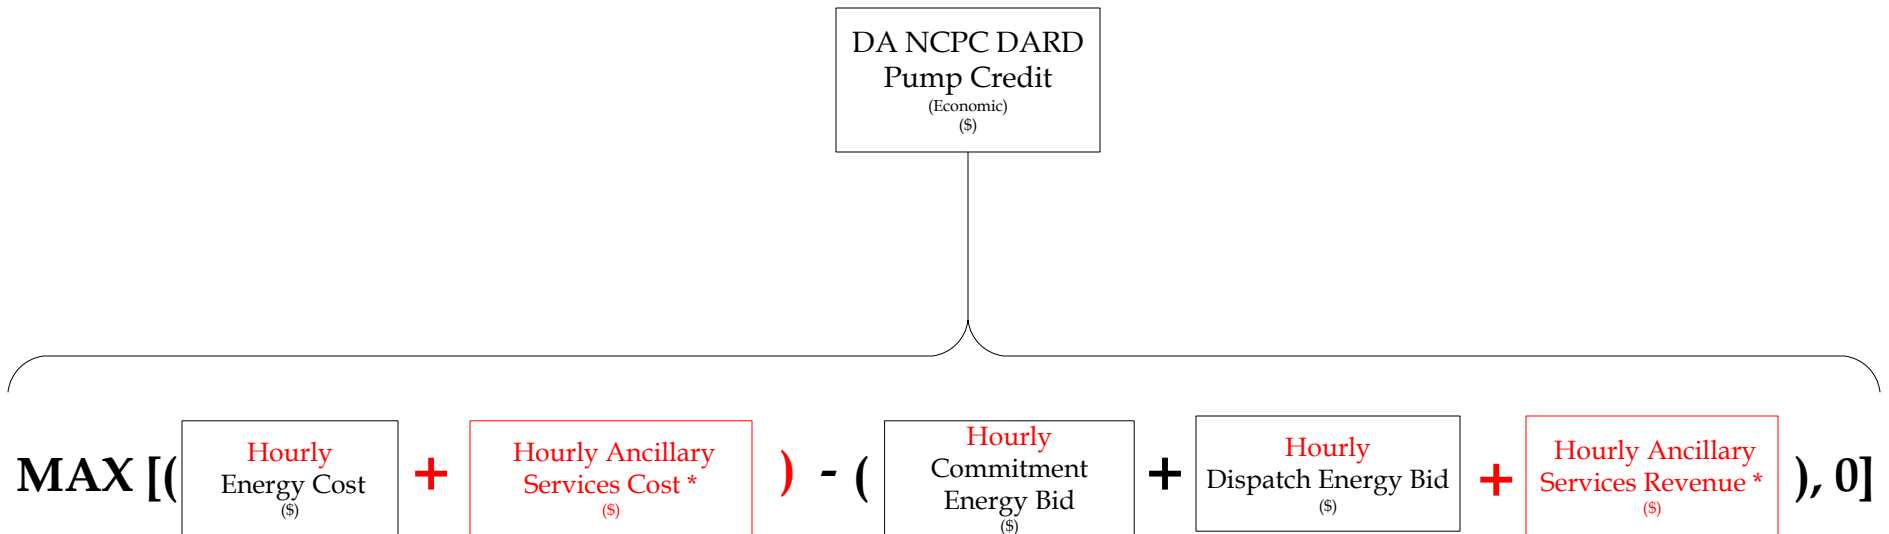 DA NCPC DARD
Pump Credit
(Economic)
($)
MAX [( Hourly Energy Cost ($) + Hourly Ancillary Services Cost * ($) ) - ( Hourly Commitment Energy Bid ($) + Hourly Dispatch Energy Bid ($) + Hourly Ancillary Services Revenue * ($) ), 0]